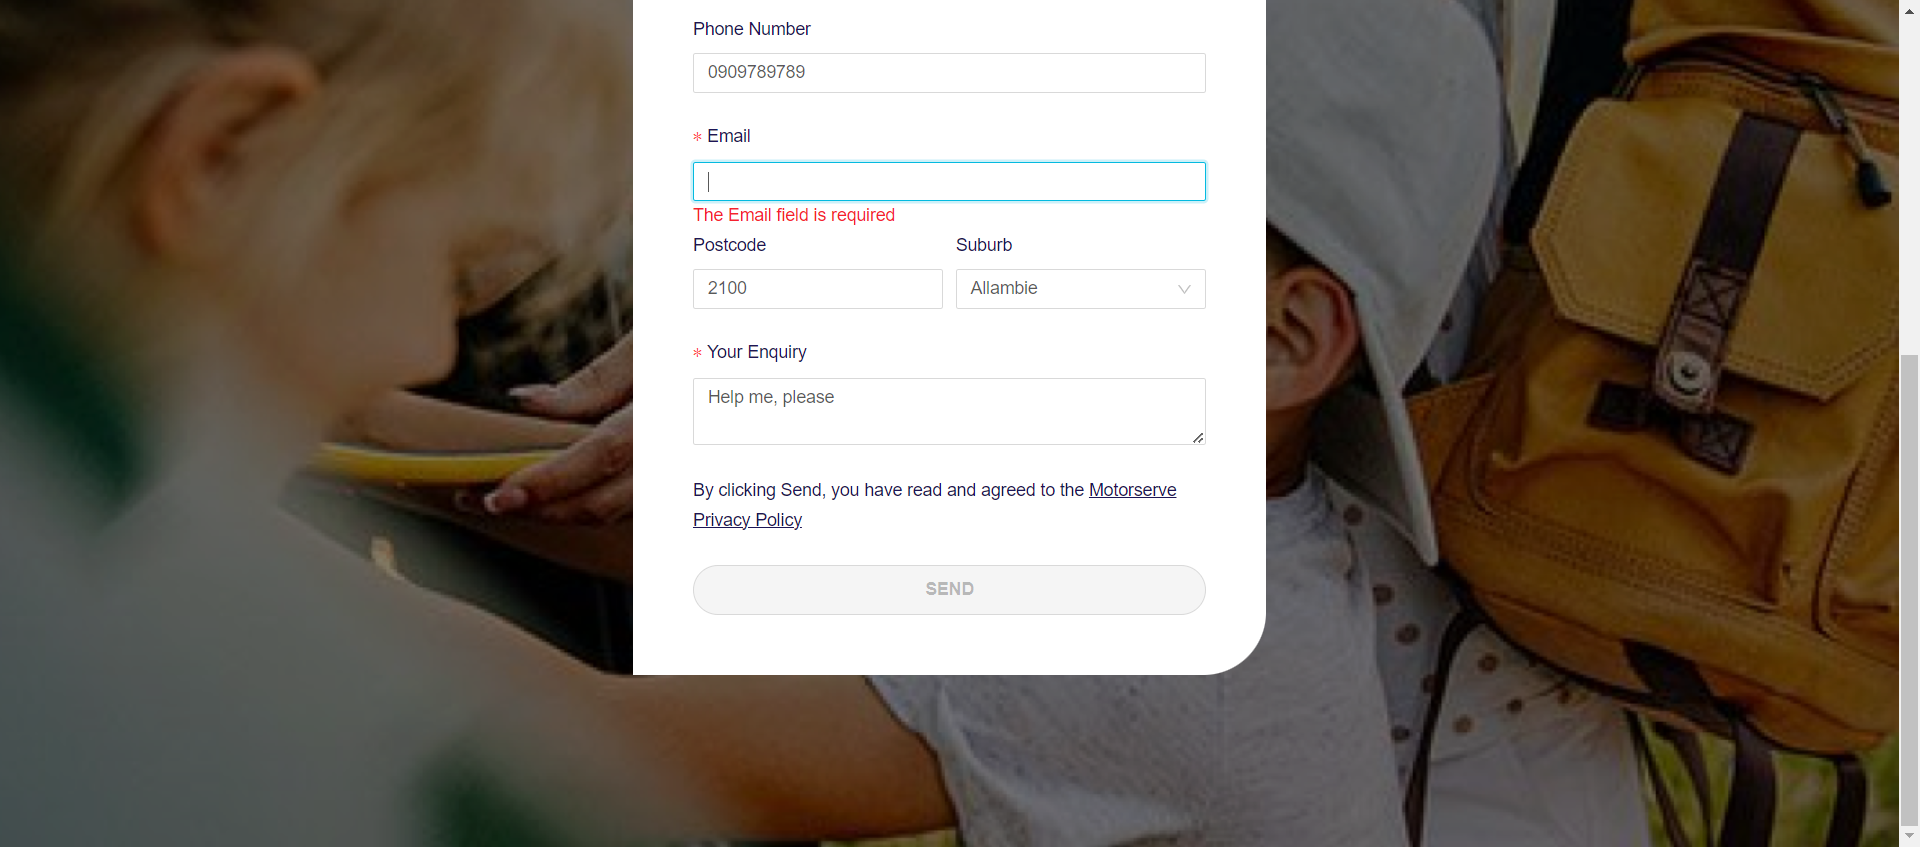 Phone Number
0909789789
* Email
The Email field is required
Postcode Suburb
2100 Allambie
* Your Enquiry
Help me, please
By clicking Send, you have read and agreed to the Motorserve
Privacy Policy
SEND